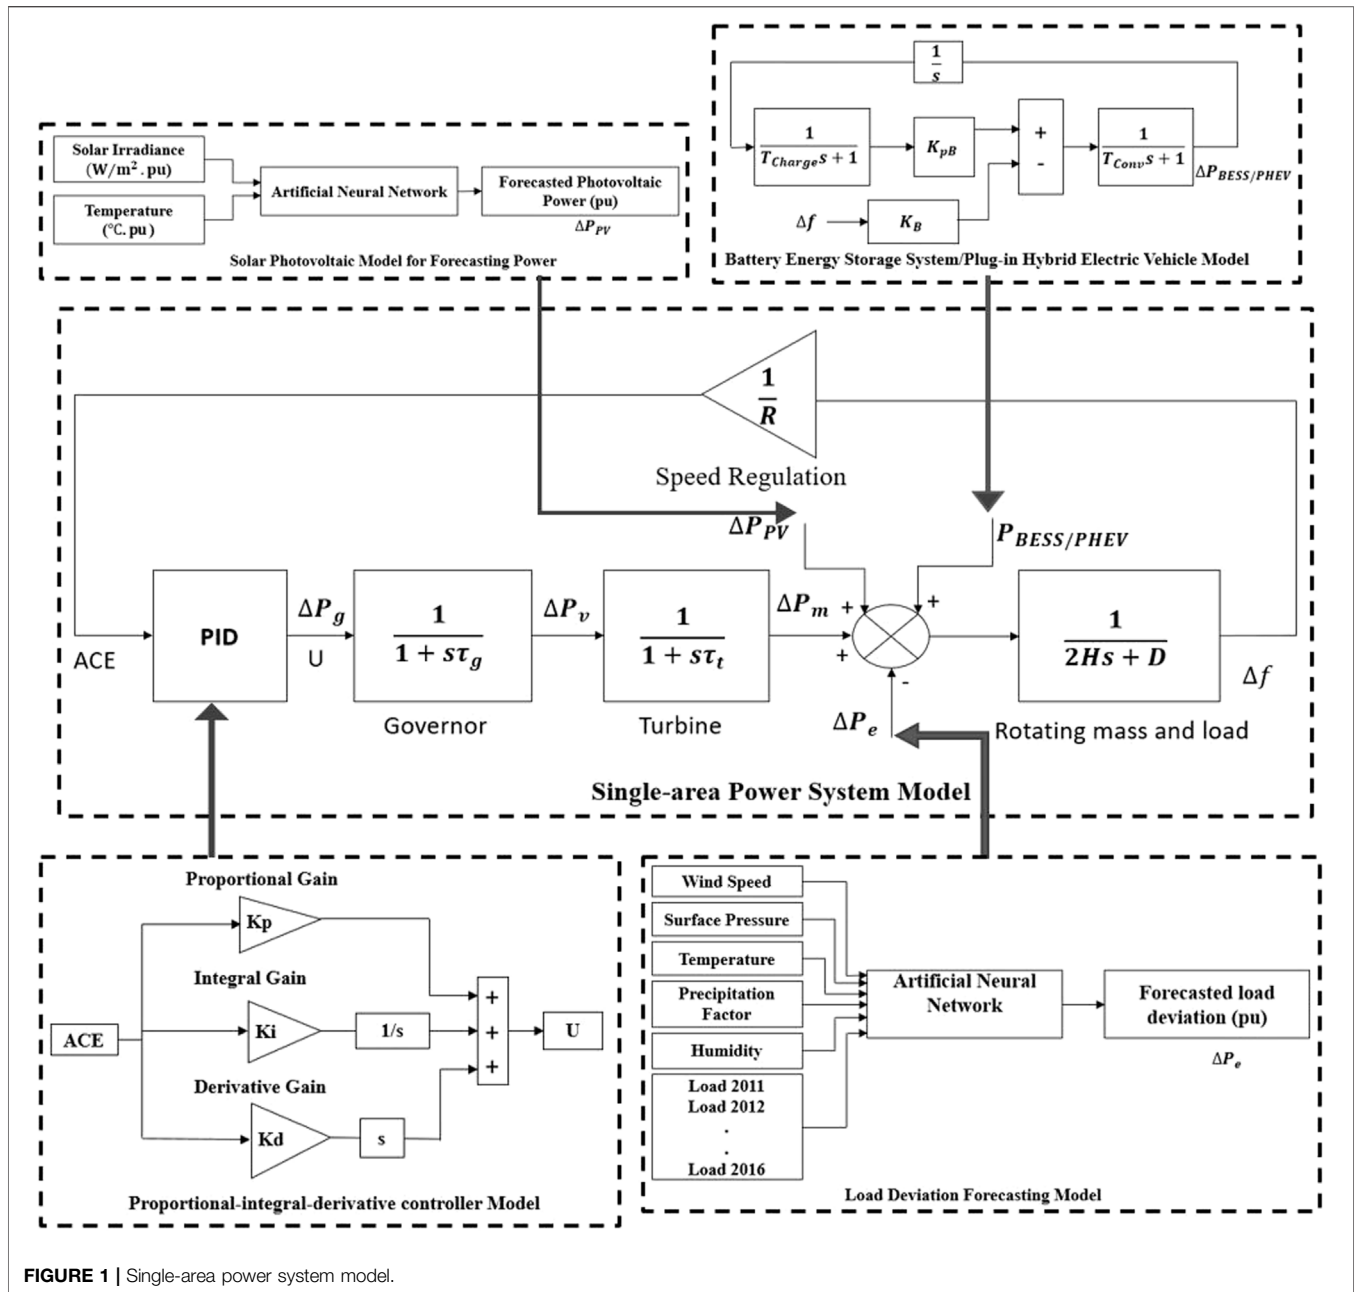 1
s
Solar Irradiance
(W/m². pu)
Temperature
(°C. pu )
Artificial Neural Network
Forecasted Photovoltaic
Power (pu)
ΔP_PV
Solar Photovoltaic Model for Forecasting Power
1
T_Charge s + 1
K_pB
+
-
1
T_Conv s + 1
ΔP_BESS/PHEV
Δf
K_B
Battery Energy Storage System/Plug-in Hybrid Electric Vehicle Model
1
R
Speed Regulation
ΔP_PV
P_BESS/PHEV
ACE
PID
ΔP_g
U
1
1 + sτ_g
Governor
ΔP_v
1
1 + sτ_t
Turbine
ΔP_m
+
+
+
-
ΔP_e
1
2Hs + D
Rotating mass and load
Δf
Single-area Power System Model
Proportional Gain
Kp
Integral Gain
ACE
Ki
1/s
Derivative Gain
Kd
s
+
+
+
U
Proportional-integral-derivative controller Model
Wind Speed
Surface Pressure
Temperature
Precipitation
Factor
Humidity
Load 2011
Load 2012
.
.
Load 2016
Artificial Neural
Network
Forecasted load
deviation (pu)
ΔP_e
Load Deviation Forecasting Model
FIGURE 1 | Single-area power system model.